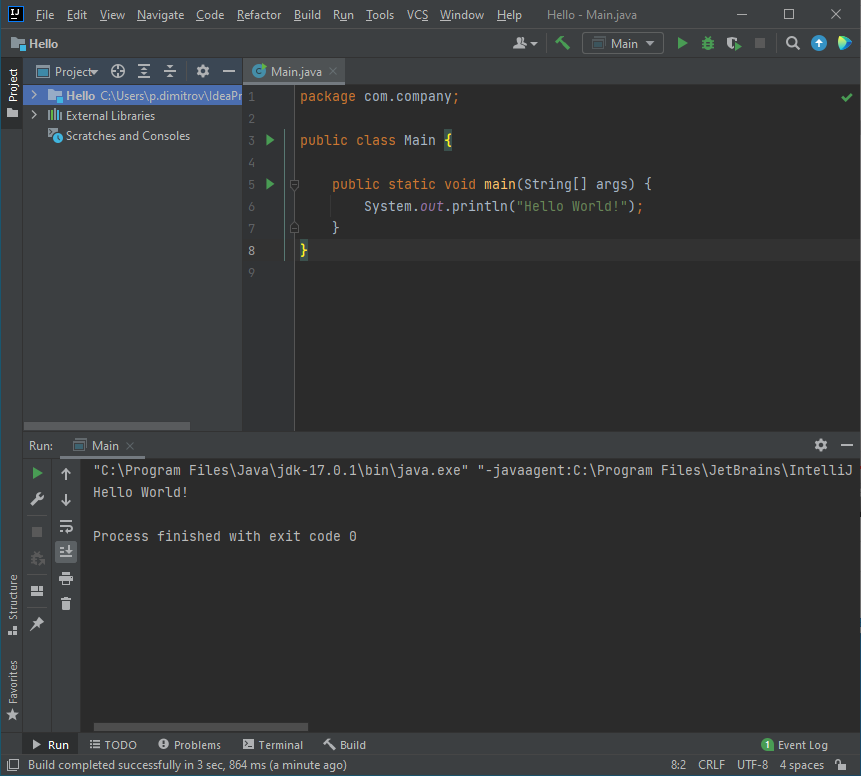 IJ File Edit View Navigate Code Refactor Build Run Tools VCS Window Help Hello - Main.java
Hello Main
Project Project Main.java
Hello C:\Users\p.dimitrov\IdeaPr
External Libraries
Scratches and Consoles
1 package com.company;
2
3 public class Main {
4
5 public static void main(String[] args) {
6 System.out.println("Hello World!");
7 }
8 }
9
Run: Main
"C:\Program Files\Java\jdk-17.0.1\bin\java.exe" "-javaagent:C:\Program Files\JetBrains\IntelliJ
Hello World!
Process finished with exit code 0
Structure
Favorites
Run TODO Problems Terminal Build 1 Event Log
Build completed successfully in 3 sec, 864 ms (a minute ago) 8:2 CRLF UTF-8 4 spaces